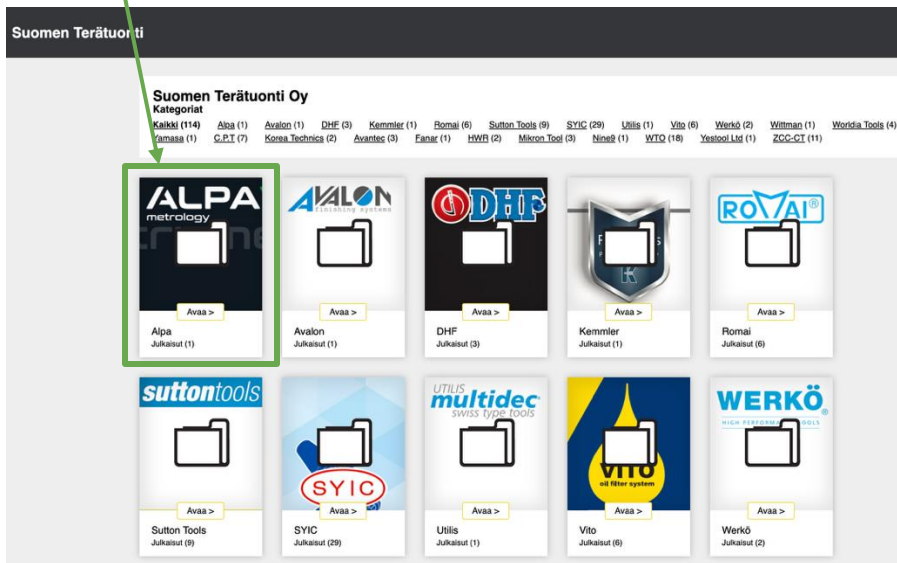 Suomen Terätuonti
Suomen Terätuonti Oy
Kategoriat
Kaikki (114) Alpa (1) Avalon (1) DHF (3) Kemmler (1) Romai (6) Sutton Tools (9) SYIC (29) Utilis (1) Vito (6) Werkö (2) Wittman (1) Woridia Tools (4)
Yamasa (1) C.P.T (7) Korea Technics (2) Avantec (3) Fanar (1) HWR (2) Mikron Tool (3) Nine9 (1) WTO (18) Yestool Ltd (1) ZCC-CT (11)
ALPA AVALON DHF ROMAI®
metrology finishing systems
K
Avaa > Avaa > Avaa > Avaa > Avaa >
Alpa Avalon DHF Kemmler Romai
Julkaisut (1) Julkaisut (1) Julkaisut (3) Julkaisut (1) Julkaisut (6)
suttontools UTILIS multidec WERKÖ®
swiss type tools
SYIC VITO
oil filter system
Avaa > Avaa > Avaa > Avaa > Avaa >
Sutton Tools SYIC Utilis Vito Werkö
Julkaisut (9) Julkaisut (29) Julkaisut (1) Julkaisut (6) Julkaisut (2)